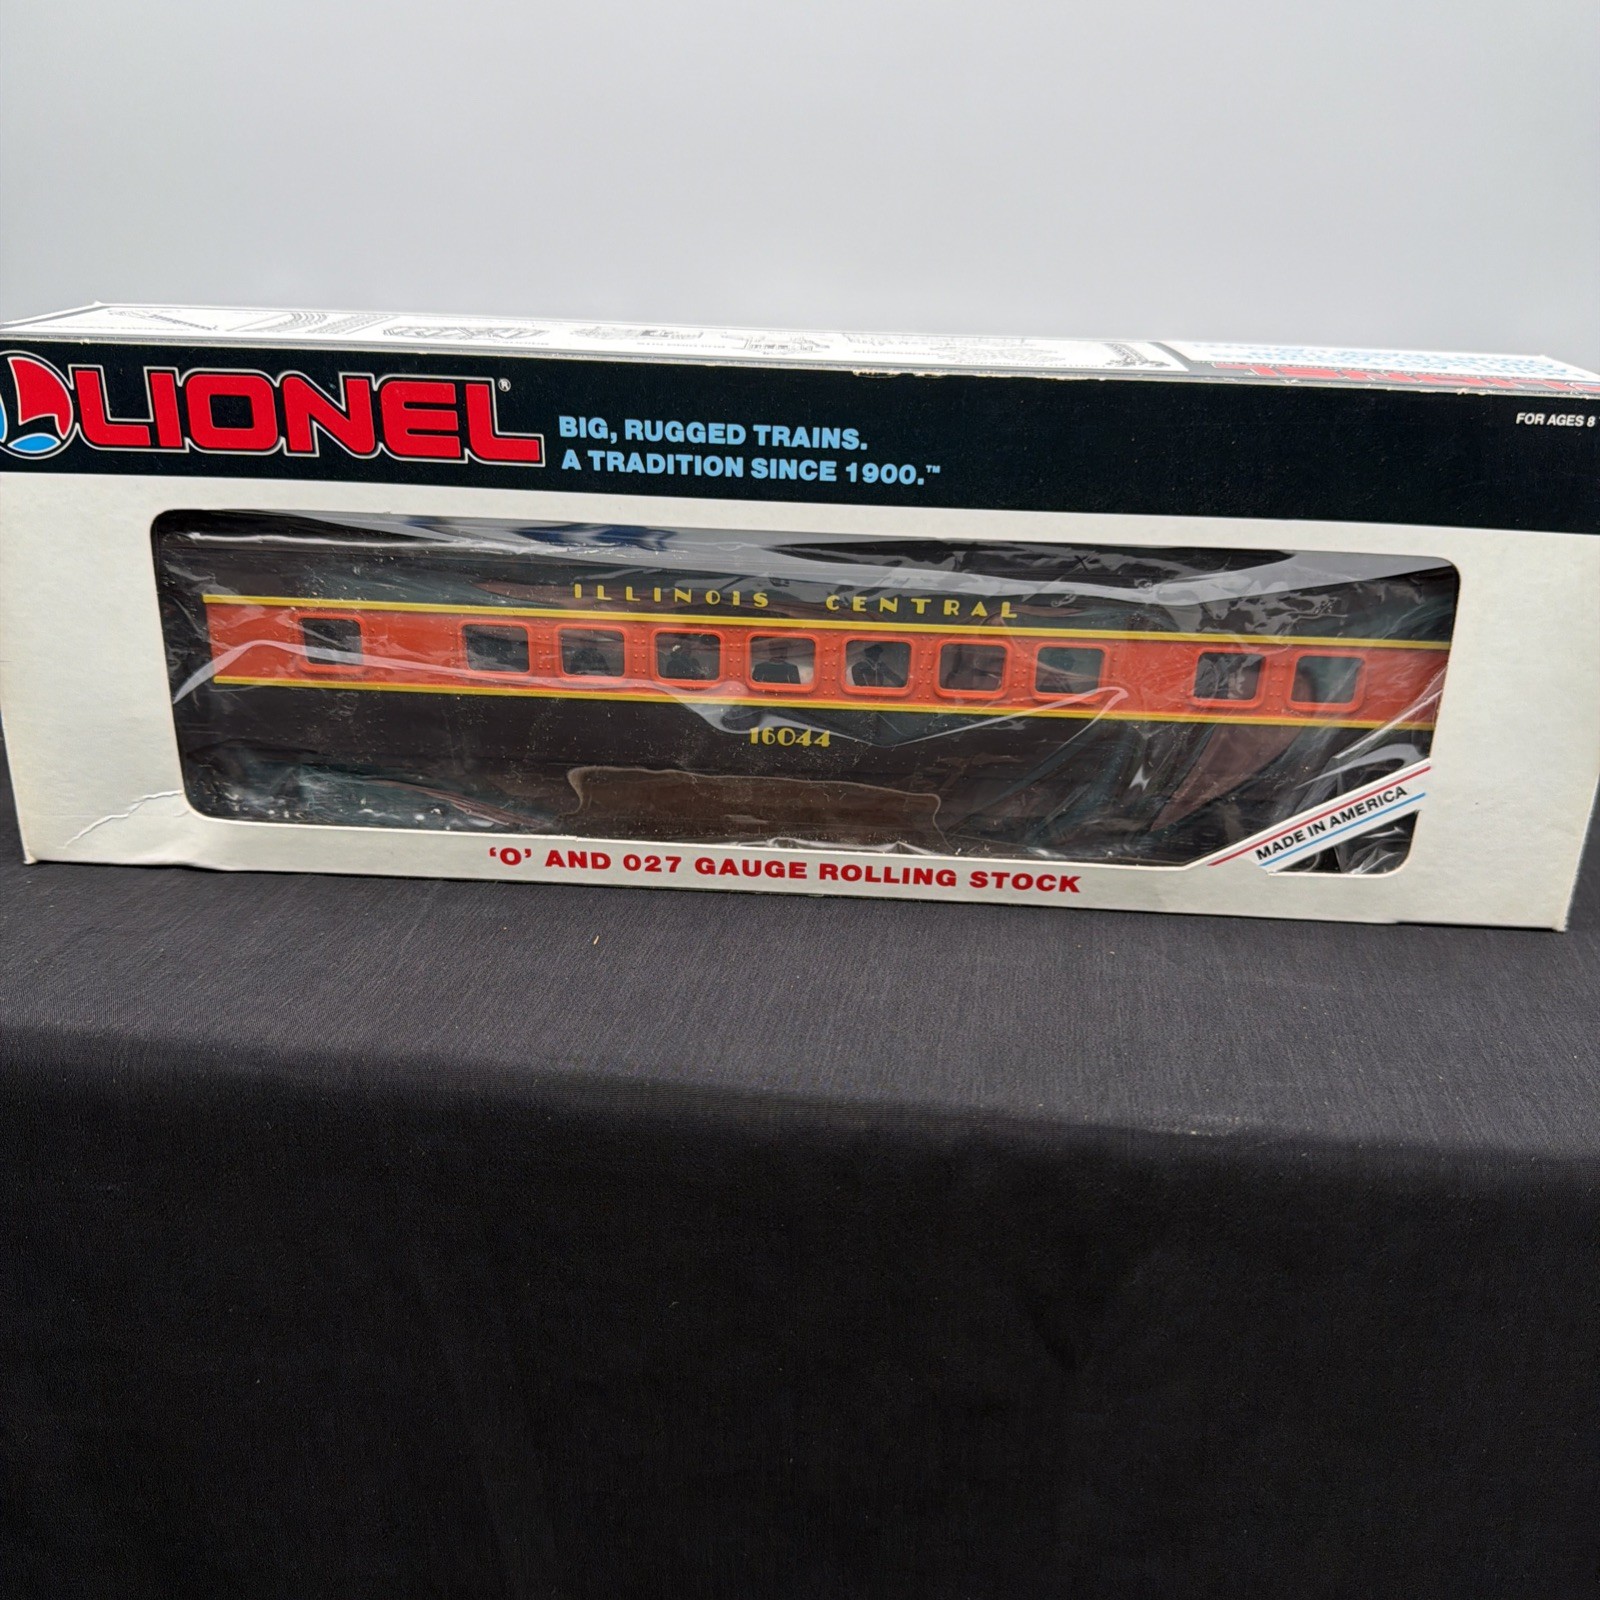 LIONEL®
BIG, RUGGED TRAINS.
A TRADITION SINCE 1900.™
FOR AGES 8
ILLINOIS CENTRAL
16044
MADE IN AMERICA
'O' AND 027 GAUGE ROLLING STOCK